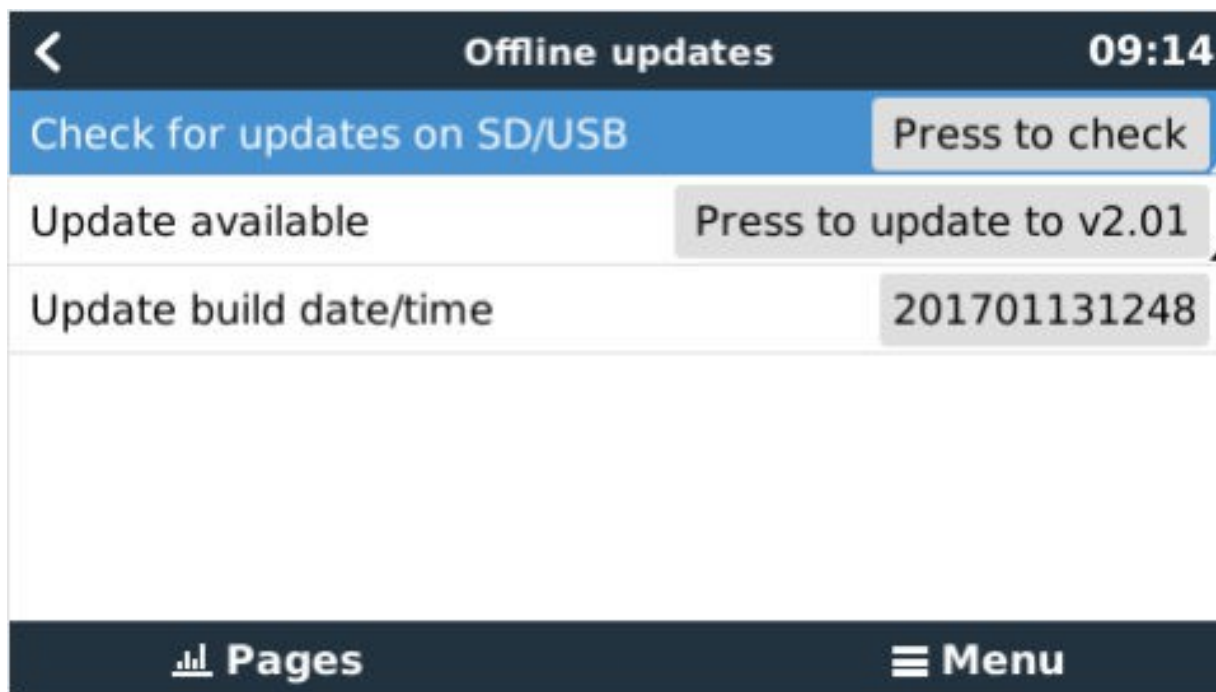 Offline updates 09:14
Check for updates on SD/USB Press to check
Update available Press to update to v2.01
Update build date/time 201701131248
Pages Menu